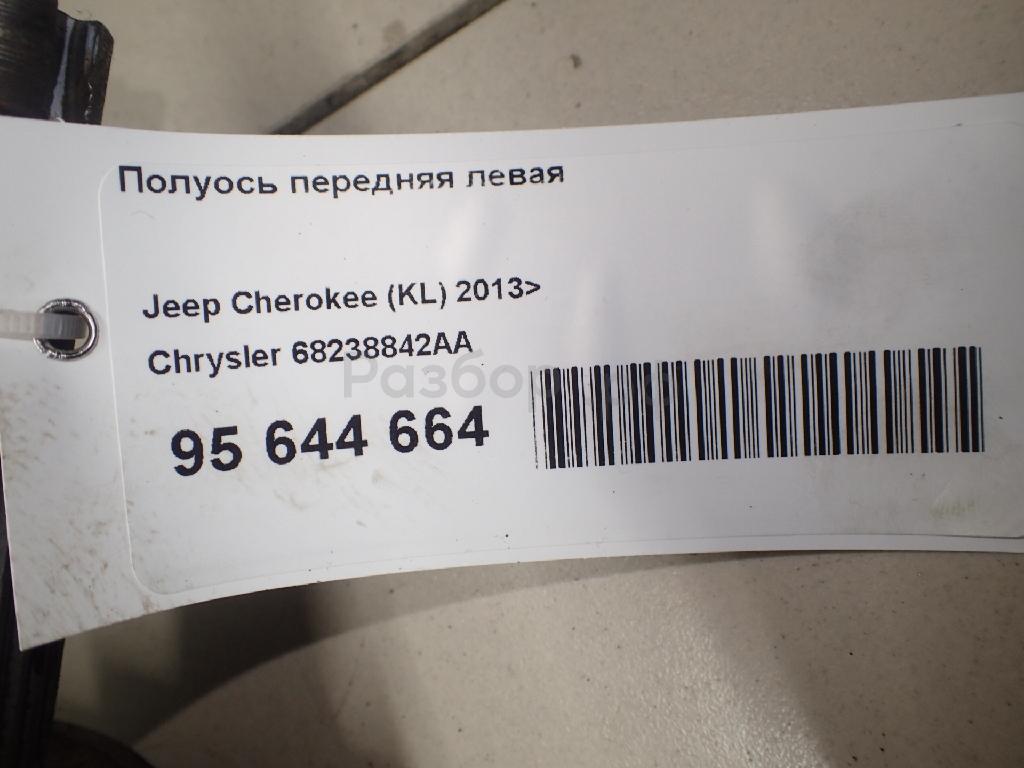 Полуось передняя левая
Jeep Cherokee (KL) 2013>
Chrysler 68238842AA
95 644 664